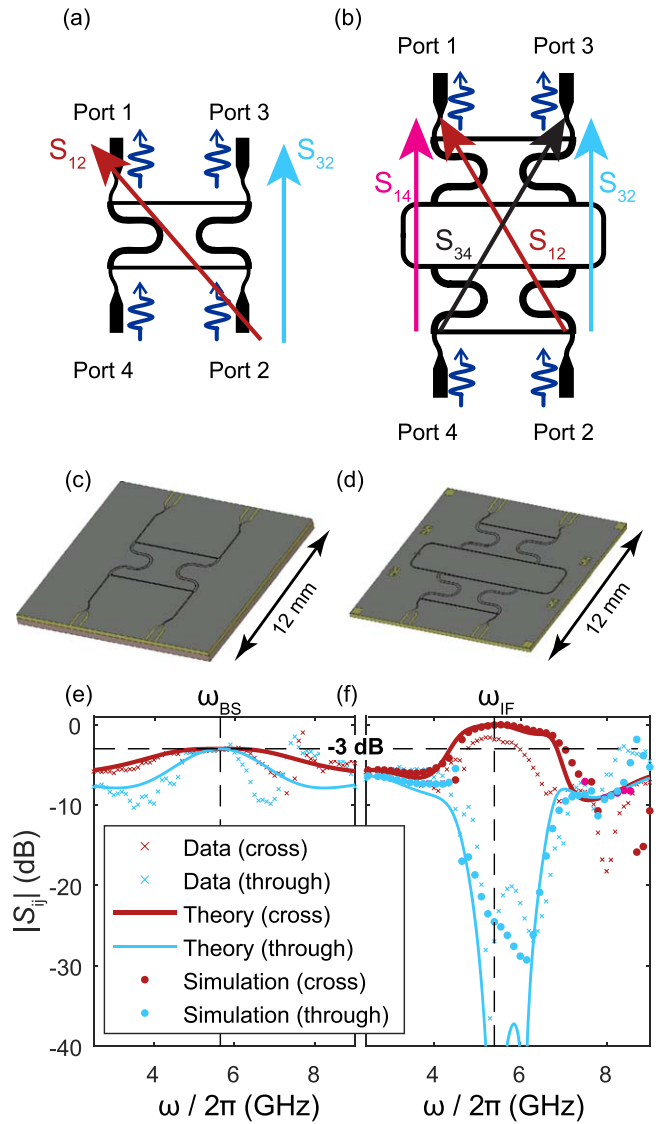 (a)
(b)
Port 1
Port 3
Port 1
Port 3
S12
S32
S14
S34
S12
S32
Port 4
Port 2
Port 4
Port 2
(c)
(d)
12 mm
12 mm
(e)
ωBS
(f)
ωIF
0
-3 dB
-10
-20
-30
-40
|Sij| (dB)
Data (cross)
Data (through)
Theory (cross)
Theory (through)
Simulation (cross)
Simulation (through)
4 6 8
4 6 8
ω / 2π (GHz)
ω / 2π (GHz)